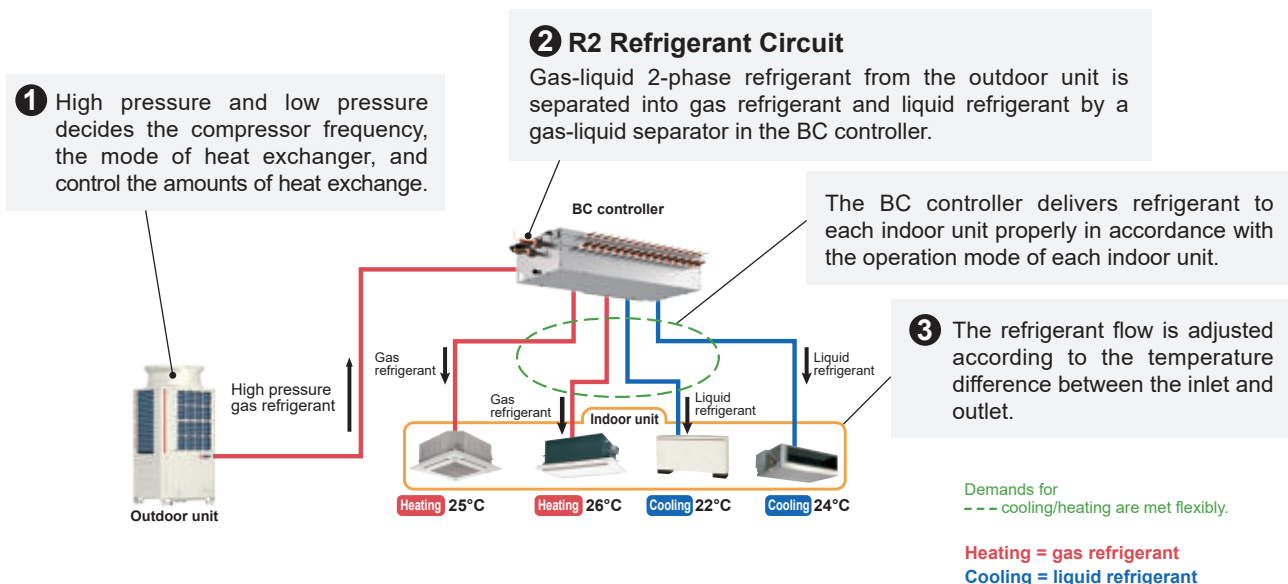 ❷ R2 Refrigerant Circuit
Gas-liquid 2-phase refrigerant from the outdoor unit is
separated into gas refrigerant and liquid refrigerant by a
gas-liquid separator in the BC controller.
❶ High pressure and low pressure
decides the compressor frequency,
the mode of heat exchanger, and
control the amounts of heat exchange.
BC controller
The BC controller delivers refrigerant to
each indoor unit properly in accordance with
the operation mode of each indoor unit.
❸ The refrigerant flow is adjusted
according to the temperature
difference between the inlet and
outlet.
High pressure
gas refrigerant
Gas
refrigerant
Gas
refrigerant
Liquid
refrigerant
Liquid
refrigerant
Indoor unit
Outdoor unit
Heating 25°C
Heating 26°C
Cooling 22°C
Cooling 24°C
Demands for
cooling/heating are met flexibly.
Heating = gas refrigerant
Cooling = liquid refrigerant